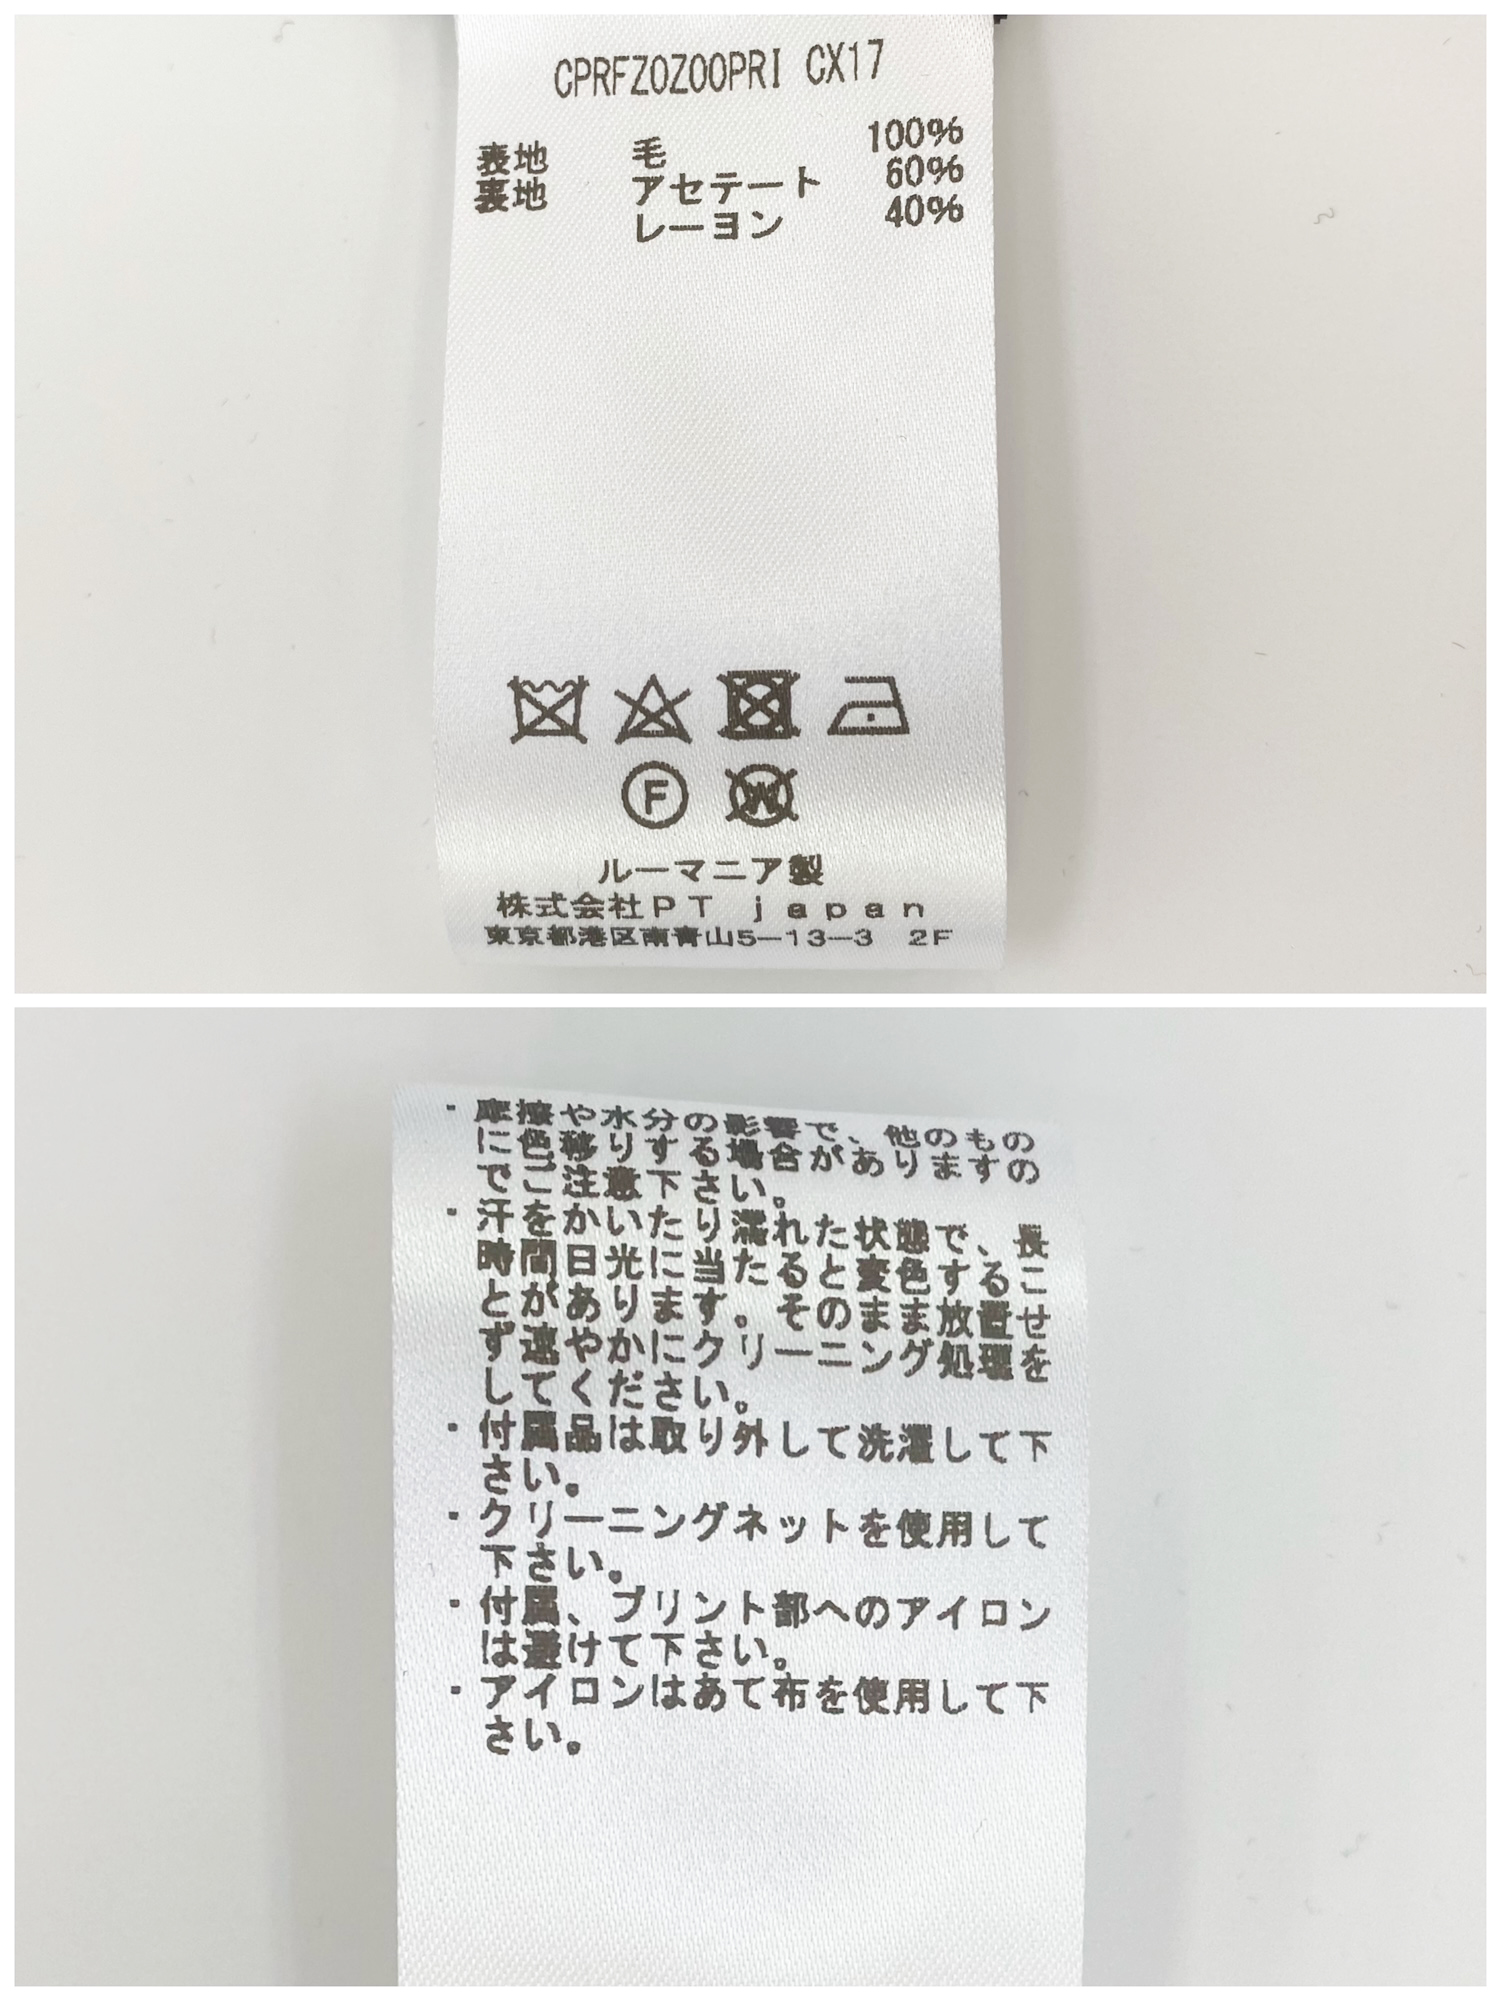 CPRFZ0Z00PRI CX17
表地 毛 100%
裏地 アセテート 60%
レーヨン 40%
F
W
ルーマニア製
株式会社PT japan
東京都港区南青山5-13-3 2F
・摩擦や水分の影響で、他のもの
に色移りする場合がありますの
でご注意下さい。
・汗をかいたり濡れた状態で、長
時間日光に当たると変色するこ
とがあります。そのまま放置せ
ず速やかにクリーニング処理を
してください。
・付属品は取り外して洗濯して下
さい。
・クリーニングネットを使用して
下さい。
・付属、プリント部へのアイロン
は避けて下さい。
・アイロンはあて布を使用して下
さい。